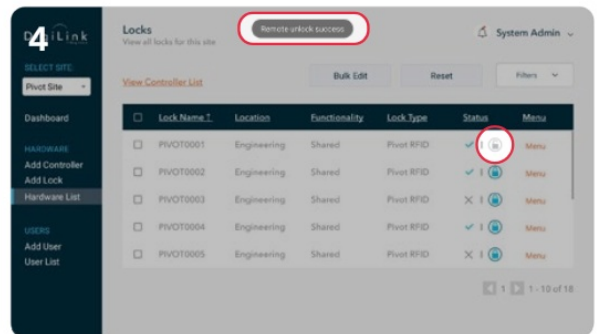 4
DigiLink
SELECT SITE:
Pivot Site
Dashboard
HARDWARE
Add Controller
Add Lock
Hardware List
USERS
Add User
User List
Locks
View all locks for this site
Remote unlock success
System Admin
View Controller List
Bulk Edit
Reset
Filters
Lock Name ↑ Location Functionality Lock Type Status Menu
PIVOT0001 Engineering Shared Pivot RFID Menu
PIVOT0002 Engineering Shared Pivot RFID Menu
PIVOT0003 Engineering Shared Pivot RFID Menu
PIVOT0004 Engineering Shared Pivot RFID Menu
PIVOT0005 Engineering Shared Pivot RFID Menu
1 1 - 10 of 18